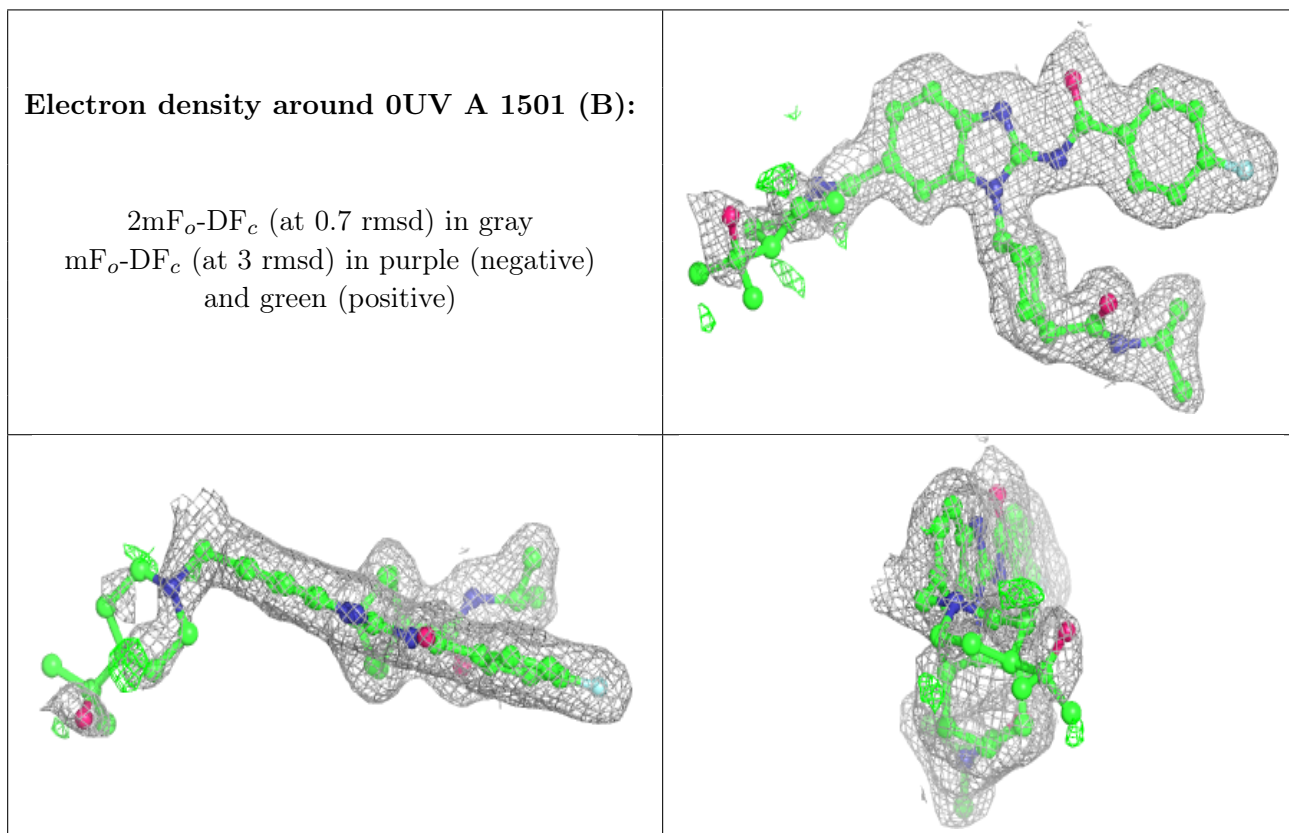 Electron density around 0UV A 1501 (B):
2mFo-DFc (at 0.7 rmsd) in gray
mFo-DFc (at 3 rmsd) in purple (negative)
and green (positive)